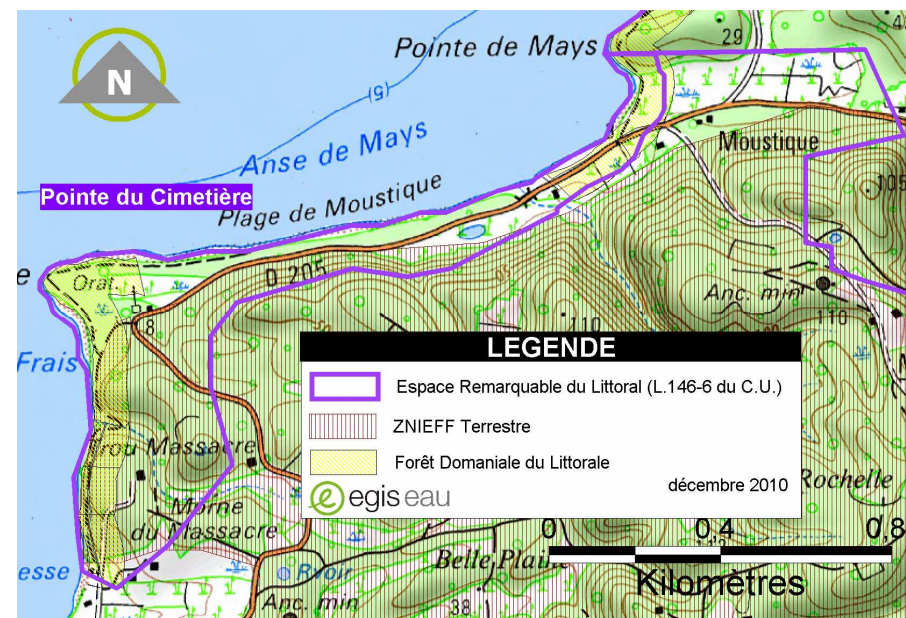 Pointe de Mays
29
N
(5)
Anse de Mays
Moustique
Pointe du Cimetière
Plage de Moustique
105
e
Orat.
D 205
Anc. min
8
110
110
Frais
LEGENDE
Espace Remarquable du Littoral (L.146-6 du C.U.)
ZNIEFF Terrestre
Forêt Domaniale du Littorale
egis eau
décembre 2010
Trou Massacre
Rochelle
Morne
du Massacre
0 0,4 0,8
esse
Rvoir
Belle Plaine
Kilomètres
Anc. min
38